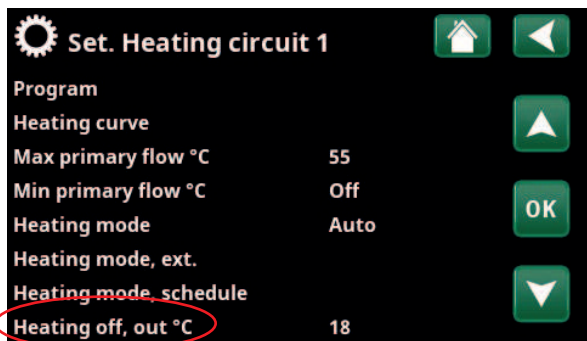 Set. Heating circuit 1
Program
Heating curve
Max primary flow °C 55
Min primary flow °C Off
Heating mode Auto
OK
Heating mode, ext.
Heating mode, schedule
Heating off, out °C 18